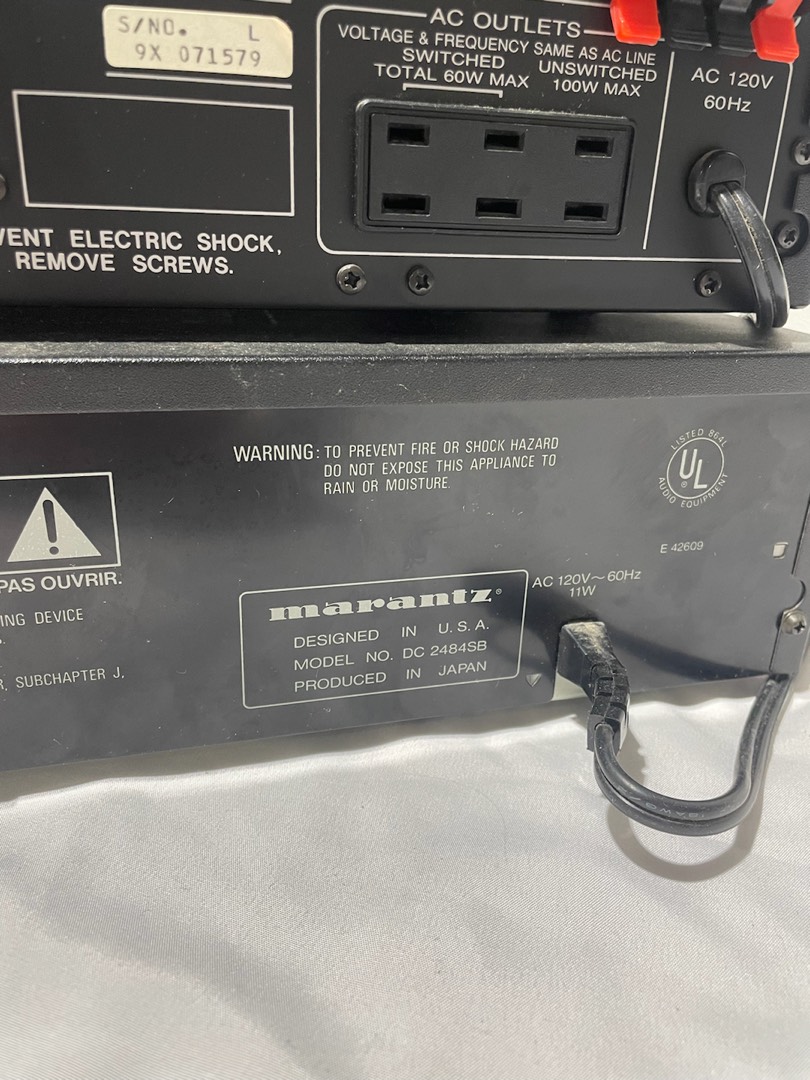 S/NO. L
9X 071579
AC OUTLETS
VOLTAGE & FREQUENCY SAME AS AC LINE
SWITCHED
TOTAL 60W MAX
UNSWITCHED
100W MAX
AC 120V
60Hz
VENT ELECTRIC SHOCK,
REMOVE SCREWS.
WARNING: TO PREVENT FIRE OR SHOCK HAZARD
DO NOT EXPOSE THIS APPLIANCE TO
RAIN OR MOISTURE.
LISTED 864L
UL
®
AUDIO EQUIPMENT
E 42609
PAS OUVRIR.
ING DEVICE
R, SUBCHAPTER J,
marantz®
DESIGNED IN U.S.A.
MODEL NO. DC 2484SB
PRODUCED IN JAPAN
AC 120V~60Hz
11W
AWG